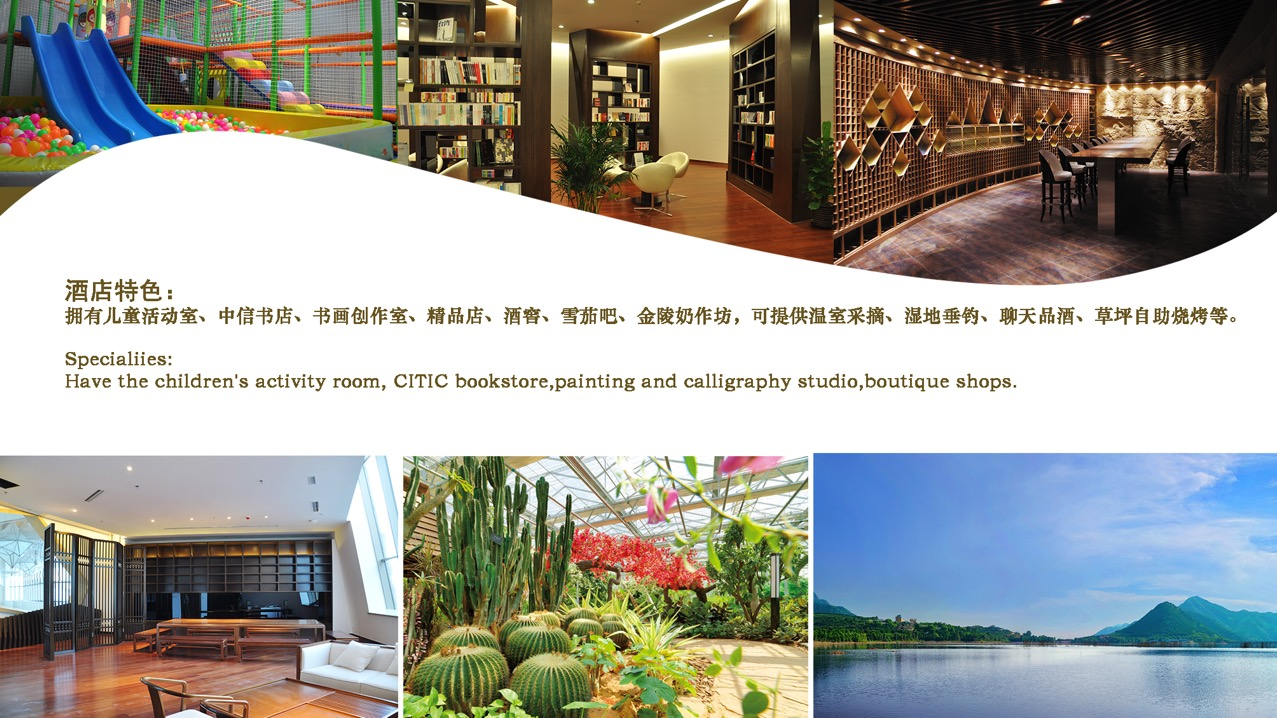 酒店特色：
拥有儿童活动室、中信书店、书画创作室、精品店、酒窖、雪茄吧、金陵奶作坊，可提供温室采摘、湿地垂钓、聊天品酒、草坪自助烧烤等。
Specialiies:
Have the children's activity room, CITIC bookstore,painting and calligraphy studio,boutique shops.